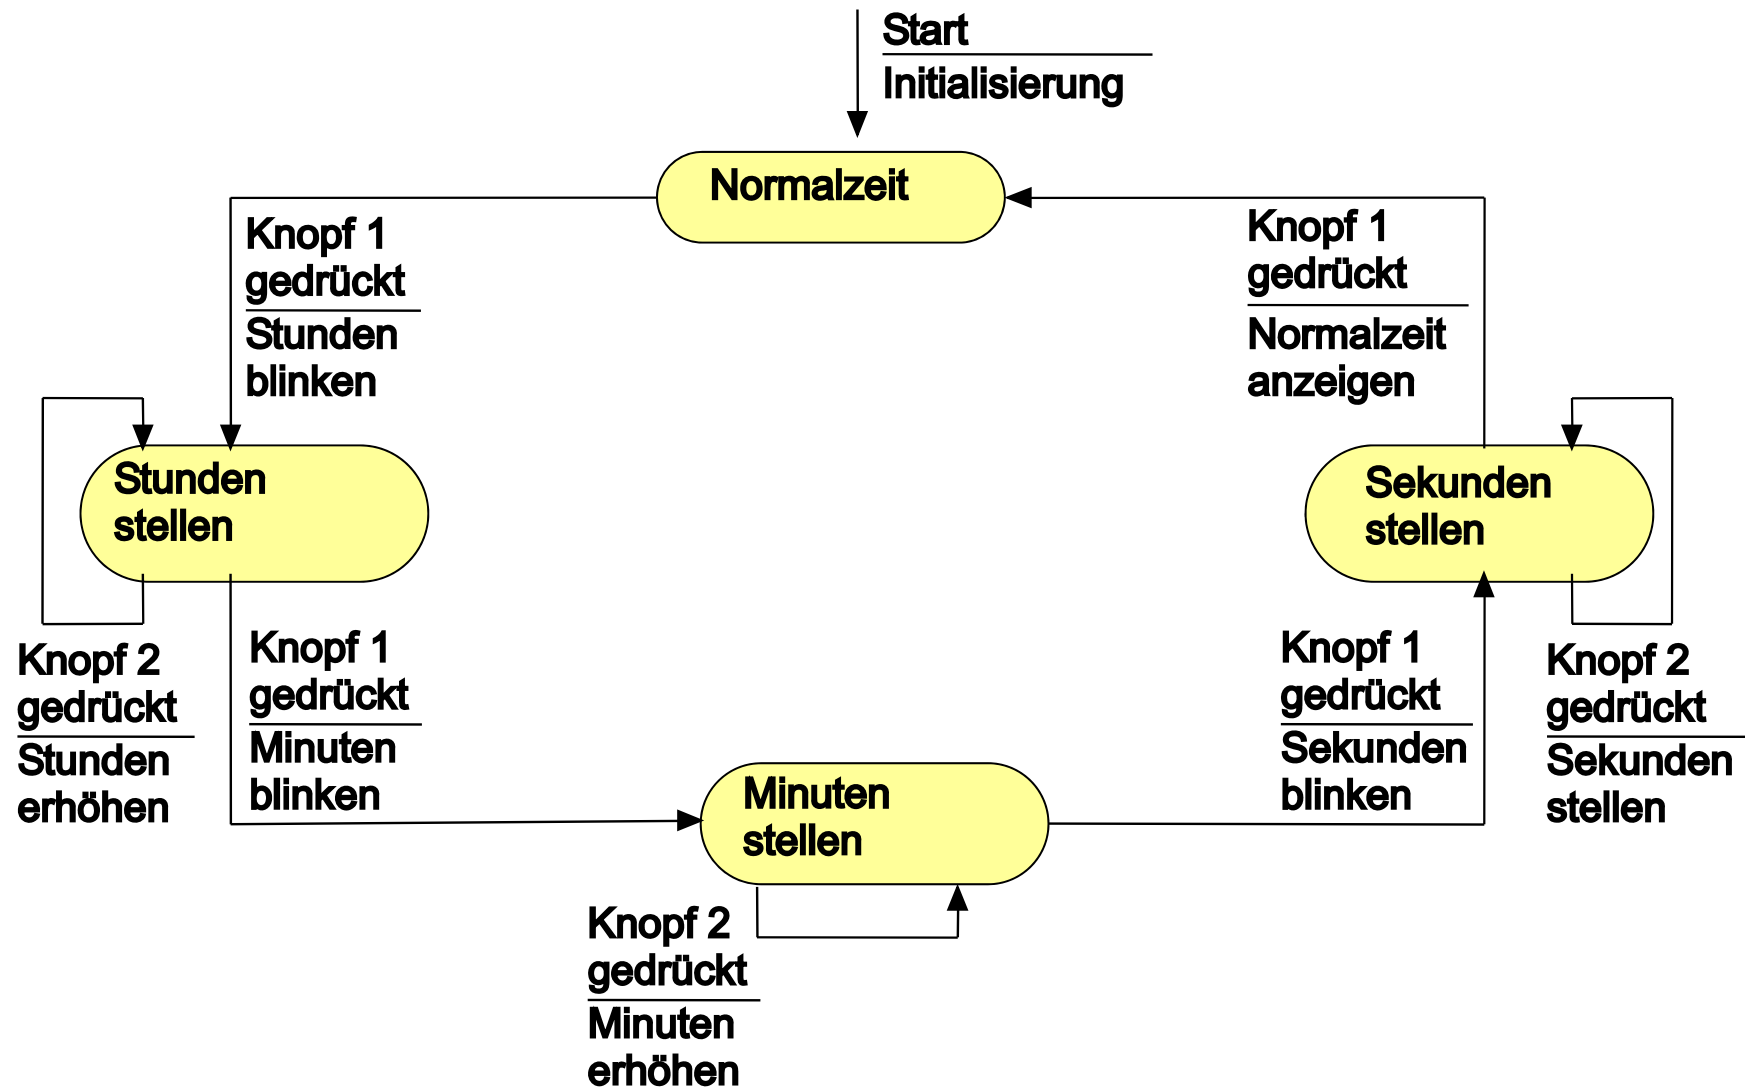 Start
Initialisierung
Normalzeit
Knopf 1
gedrückt
Stunden
blinken
Knopf 1
gedrückt
Normalzeit
anzeigen
Stunden
stellen
Sekunden
stellen
Knopf 2
gedrückt
Stunden
erhöhen
Knopf 1
gedrückt
Minuten
blinken
Minuten
stellen
Knopf 1
gedrückt
Sekunden
blinken
Knopf 2
gedrückt
Sekunden
stellen
Knopf 2
gedrückt
Minuten
erhöhen